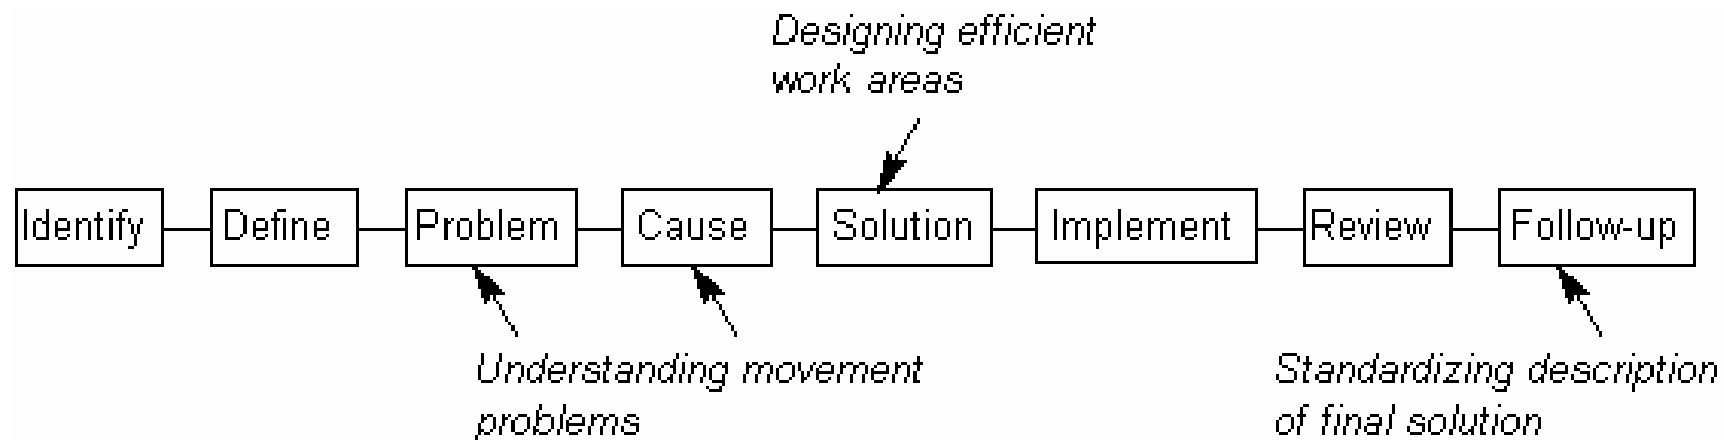 Designing efficient
work areas
Identify
Define
Problem
Cause
Solution
Implement
Review
Follow-up
Understanding movement
problems
Standardizing description
of final solution